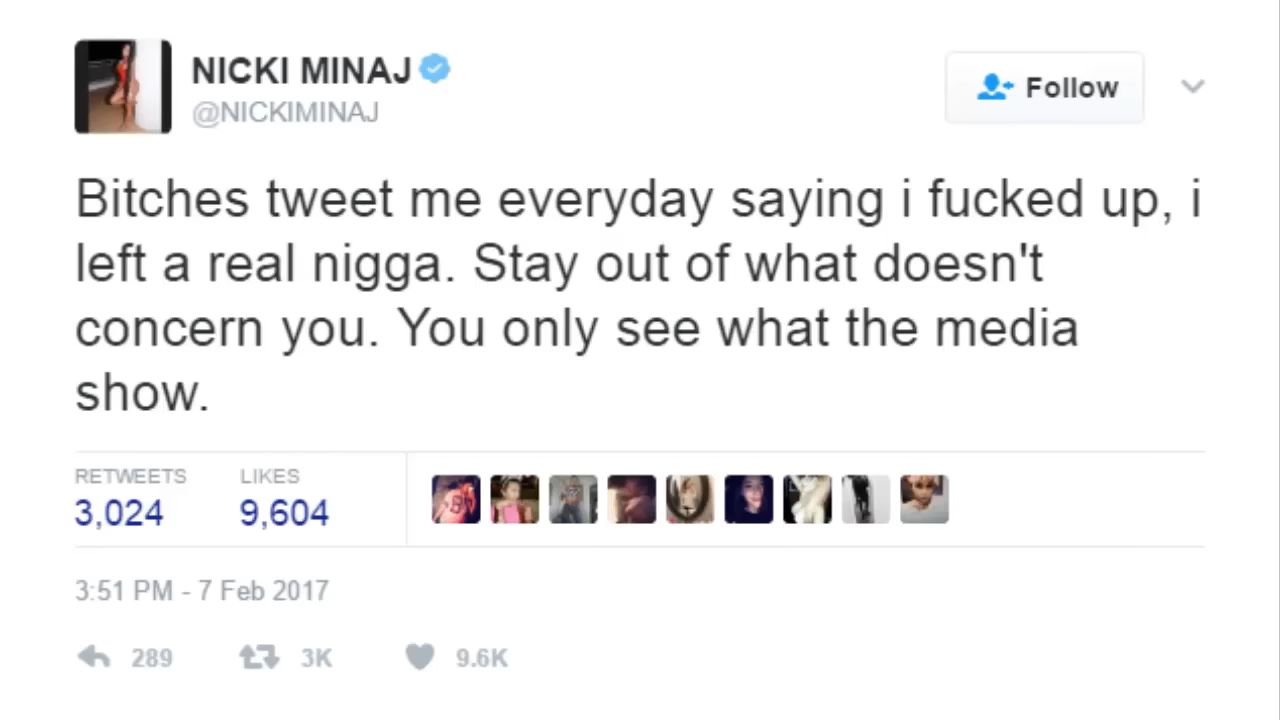 NICKI MINAJ
@NICKIMINAJ
Follow
Bitches tweet me everyday saying i fucked up, i
left a real nigga. Stay out of what doesn't
concern you. You only see what the media
show.
RETWEETS LIKES
3,024 9,604
3:51 PM - 7 Feb 2017
289 3K 9.6K